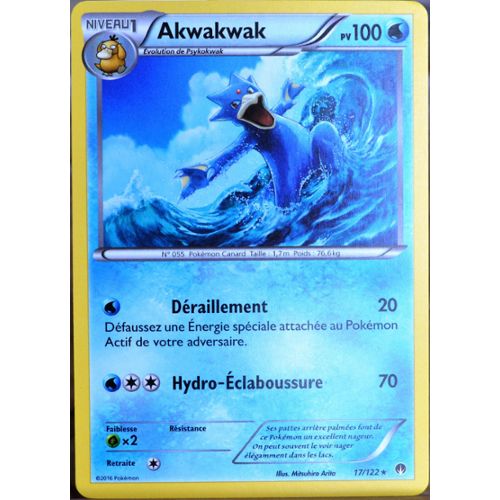 NIVEAU 1
Akwakwak
PV100
Évolution de Psykokwak
N° 055 Pokémon Canard Taille : 1,7m Poids : 76,6kg
Déraillement 20
Défaussez une Énergie spéciale attachée au Pokémon
Actif de votre adversaire.
Hydro-Éclaboussure 70
Faiblesse
×2
Résistance
Retraite
Ses pattes arrière palmées font de
ce Pokémon un excellent nageur.
On peut souvent le voir nager
élégamment dans les lacs.
Illus. Mitsuhiro Arita
17/122 ★
©2016 Pokémon